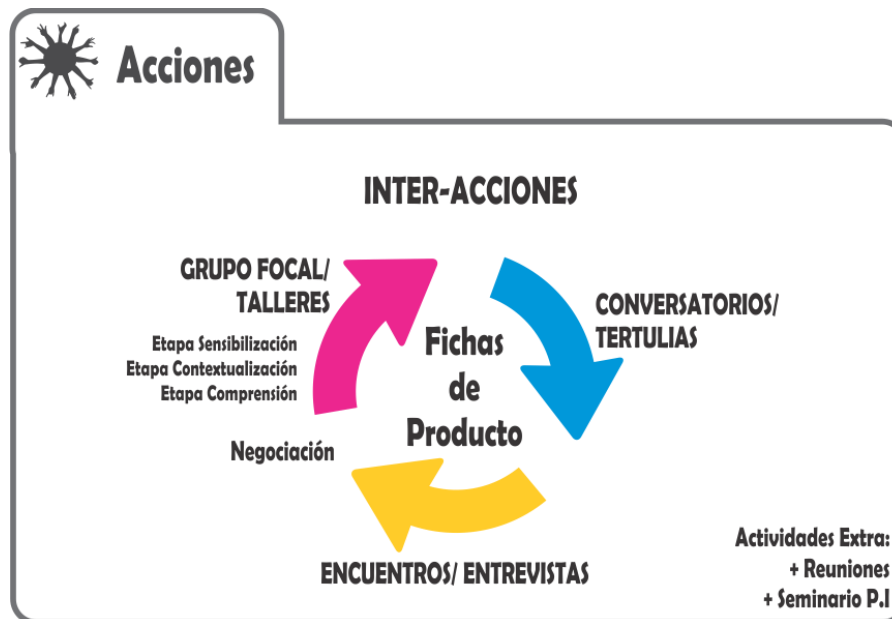 Acciones
INTER-ACCIONES
GRUPO FOCAL/
TALLERES
Etapa Sensibilización
Etapa Contextualización
Etapa Comprensión
Negociación
CONVERSATORIOS/
TERTULIAS
Fichas
de
Producto
ENCUENTROS/ ENTREVISTAS
Actividades Extra:
+ Reuniones
+ Seminario P.I